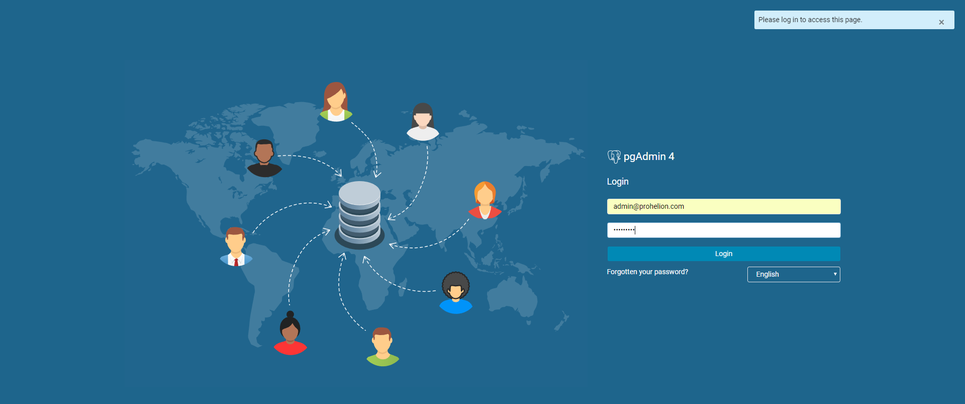 Please log in to access this page.
×
pgAdmin 4
Login
admin@prohelion.com
•••••••••
Login
Forgotten your password?
English